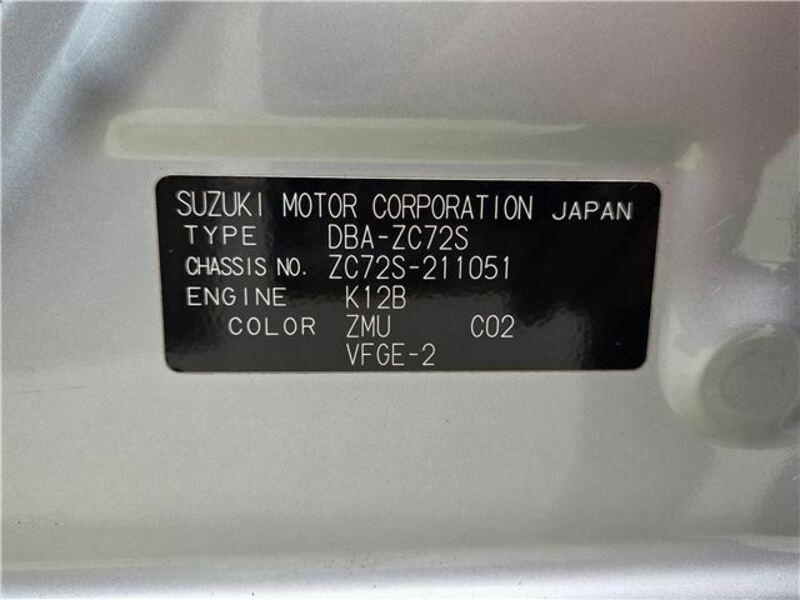 SUZUKI MOTOR CORPORATION JAPAN
TYPE DBA-ZC72S
CHASSIS NO. ZC72S-211051
ENGINE K12B
COLOR ZMU C02
VFGE-2